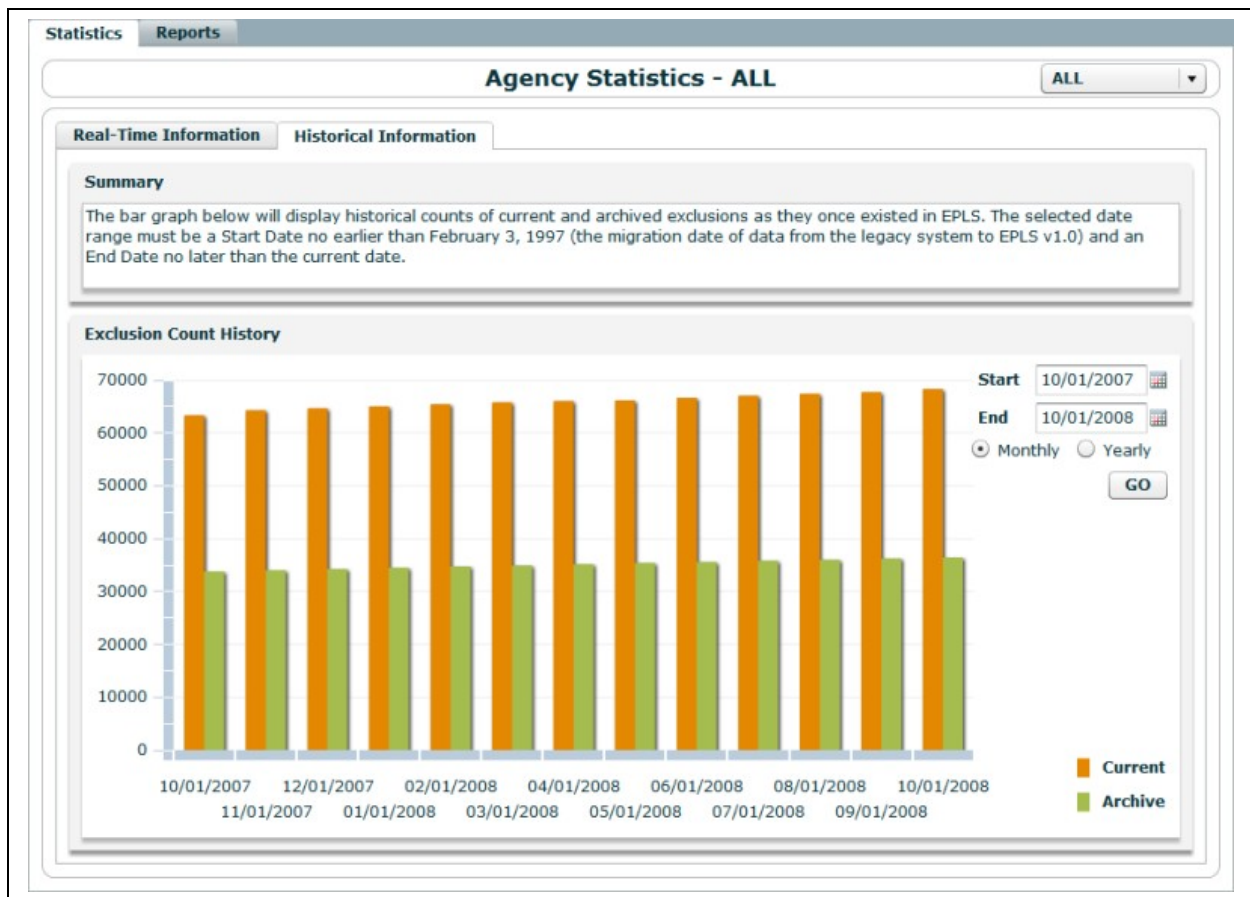 Statistics Reports
Agency Statistics - ALL ALL
Real-Time Information Historical Information
Summary
The bar graph below will display historical counts of current and archived exclusions as they once existed in EPLS. The selected date
range must be a Start Date no earlier than February 3, 1997 (the migration date of data from the legacy system to EPLS v1.0) and an
End Date no later than the current date.
Exclusion Count History
70000
60000
50000
40000
30000
20000
10000
0
Start 10/01/2007
End 10/01/2008
Monthly Yearly
GO
10/01/2007 12/01/2007 02/01/2008 04/01/2008 06/01/2008 08/01/2008 10/01/2008
11/01/2007 01/01/2008 03/01/2008 05/01/2008 07/01/2008 09/01/2008
Current
Archive